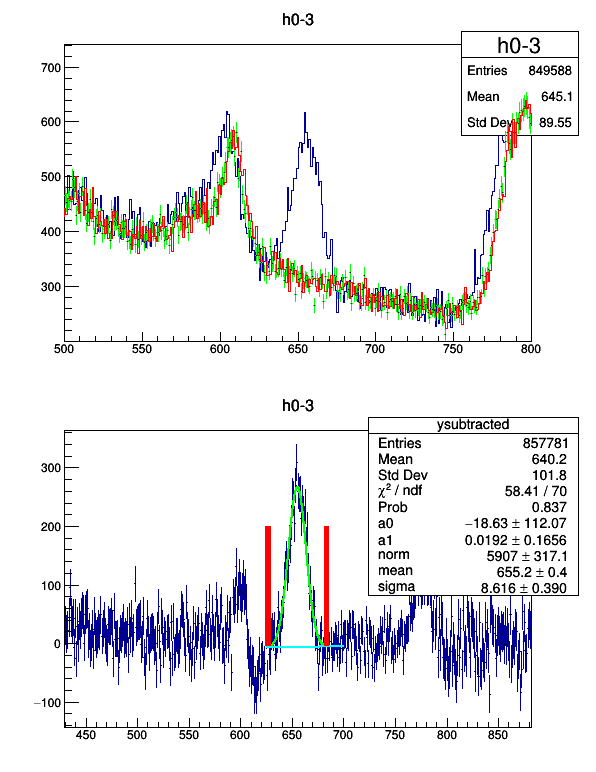 h0-3
h0-3
Entries 849588
Mean 645.1
Std Dev 89.55
700
600
500
400
300
500 550 600 650 700 750 800
h0-3
ysubtracted
Entries 857781
Mean 640.2
Std Dev 101.8
χ² / ndf 58.41 / 70
Prob 0.837
a0 −18.63 ± 112.07
a1 0.0192 ± 0.1656
norm 5907 ± 317.1
mean 655.2 ± 0.4
sigma 8.616 ± 0.390
300
200
100
0
−100
450 500 550 600 650 700 750 800 850